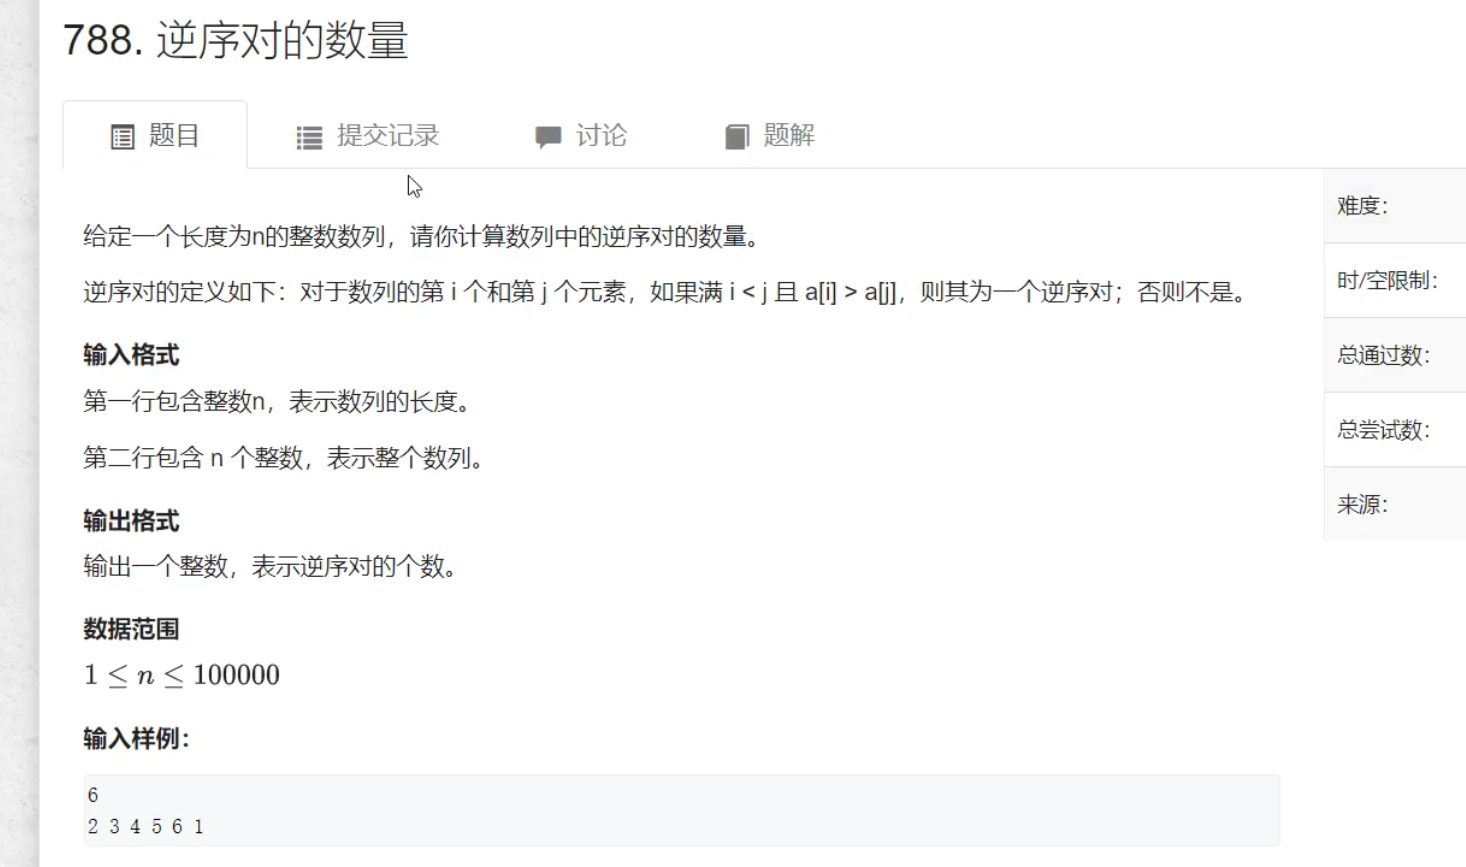 788. 逆序对的数量
题目 提交记录 讨论 题解
给定一个长度为n的整数数列，请你计算数列中的逆序对的数量。
逆序对的定义如下：对于数列的第 i 个和第 j 个元素，如果满 i < j 且 a[i] > a[j]，则其为一个逆序对；否则不是。
输入格式
第一行包含整数n，表示数列的长度。
第二行包含 n 个整数，表示整个数列。
输出格式
输出一个整数，表示逆序对的个数。
数据范围
1 ≤ n ≤ 100000
输入样例：
6
2 3 4 5 6 1
难度：
时/空限制：
总通过数：
总尝试数：
来源：